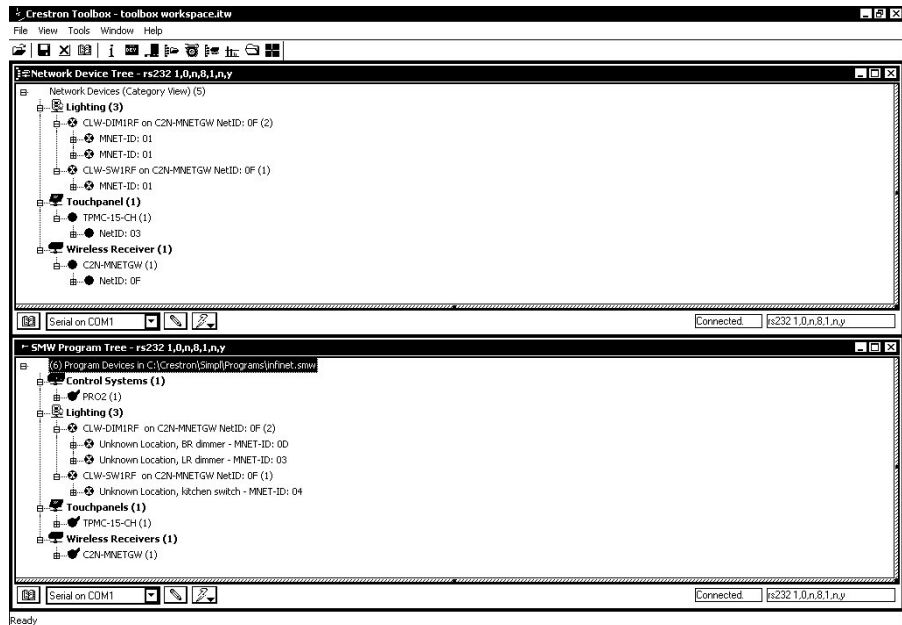 Crestron Toolbox - toolbox workspace.itw
File View Tools Window Help
Network Device Tree - rs232 1,0,n,8,1,n,y
Network Devices (Category View) (5)
Lighting (3)
CLW-DIM1RF on C2N-MNETGW NetID: 0F (2)
MNET-ID: 01
MNET-ID: 01
CLW-SW1RF on C2N-MNETGW NetID: 0F (1)
MNET-ID: 01
Touchpanel (1)
TPMC-15-CH (1)
NetID: 03
Wireless Receiver (1)
C2N-MNETGW (1)
NetID: 0F
Serial on COM1 Connected. rs232 1,0,n,8,1,n,y
SMW Program Tree - rs232 1,0,n,8,1,n,y
(6) Program Devices in C:\Crestron\Simpl\Programs\infinet.smw
Control Systems (1)
PRO2 (1)
Lighting (3)
CLW-DIM1RF on C2N-MNETGW NetID: 0F (2)
Unknown Location, BR dimmer - MNET-ID: 0D
Unknown Location, LR dimmer - MNET-ID: 03
CLW-SW1RF on C2N-MNETGW NetID: 0F (1)
Unknown Location, kitchen switch - MNET-ID: 04
Touchpanels (1)
TPMC-15-CH (1)
Wireless Receivers (1)
C2N-MNETGW (1)
Serial on COM1 Connected. rs232 1,0,n,8,1,n,y
Ready